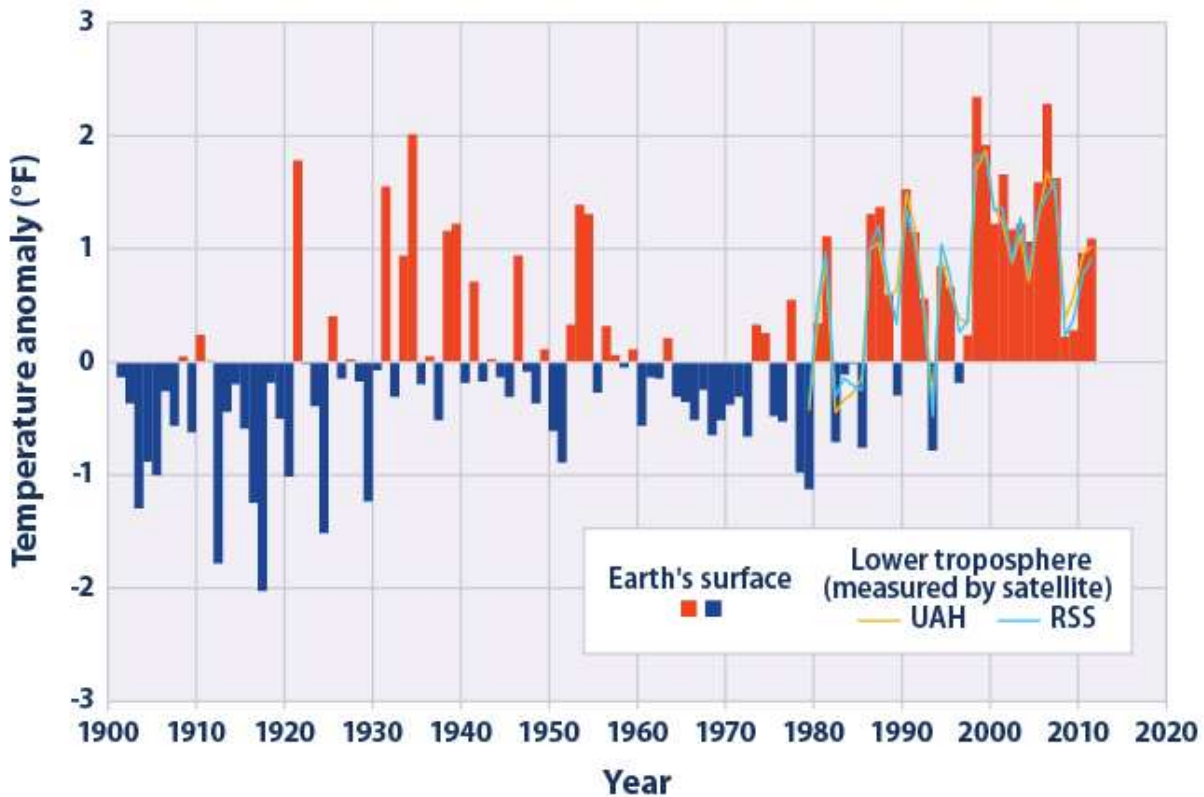 Temperature anomaly (°F)
3
2
1
0
-1
-2
-3
Earth's surface
Lower troposphere
(measured by satellite)
UAH
RSS
1900 1910 1920 1930 1940 1950 1960 1970 1980 1990 2000 2010 2020
Year